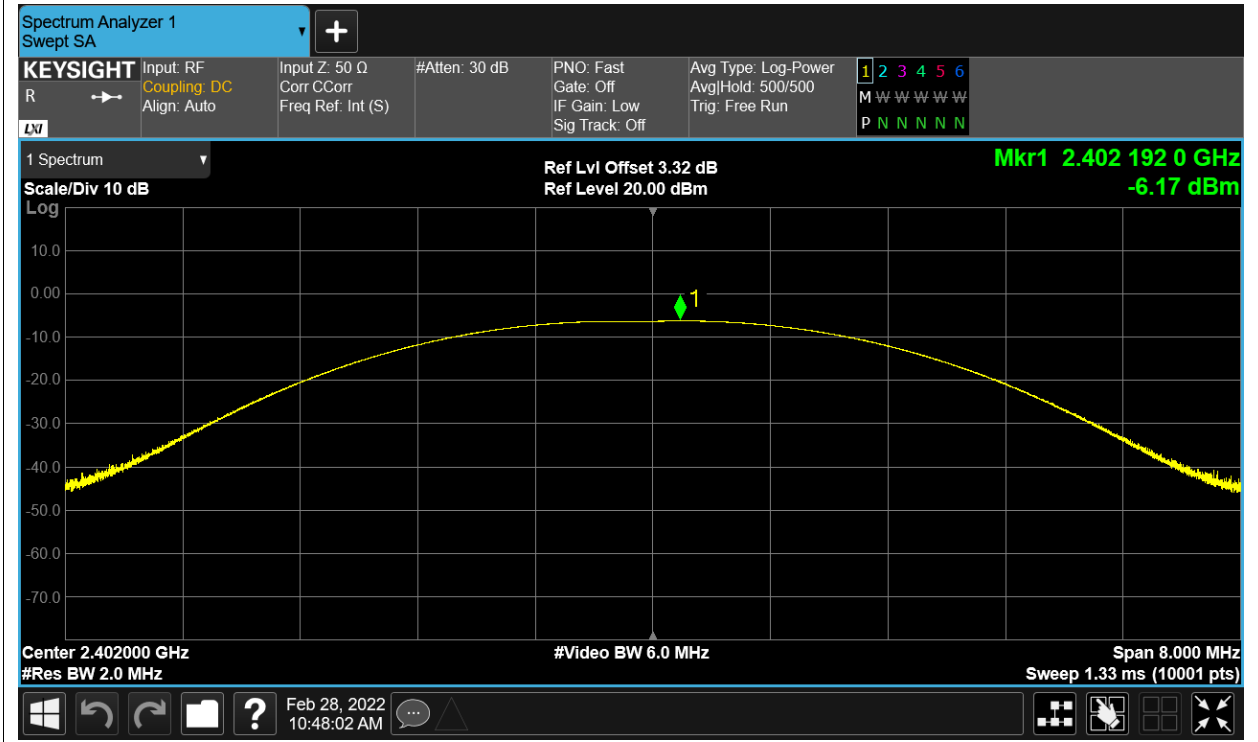 Spectrum Analyzer 1
Swept SA
+
KEYSIGHT
R
LXI
Input: RF
Coupling: DC
Align: Auto
Input Z: 50 Ω
Corr CCorr
Freq Ref: Int (S)
#Atten: 30 dB
PNO: Fast
Gate: Off
IF Gain: Low
Sig Track: Off
Avg Type: Log-Power
Avg|Hold: 500/500
Trig: Free Run
1 2 3 4 5 6
M W W W W W
P N N N N N
1 Spectrum
Scale/Div 10 dB
Log
Ref Lvl Offset 3.32 dB
Ref Level 20.00 dBm
Mkr1 2.402 192 0 GHz
-6.17 dBm
10.0
0.00
-10.0
-20.0
-30.0
-40.0
-50.0
-60.0
-70.0
1
Center 2.402000 GHz
#Res BW 2.0 MHz
#Video BW 6.0 MHz
Span 8.000 MHz
Sweep 1.33 ms (10001 pts)
?
Feb 28, 2022
10:48:02 AM